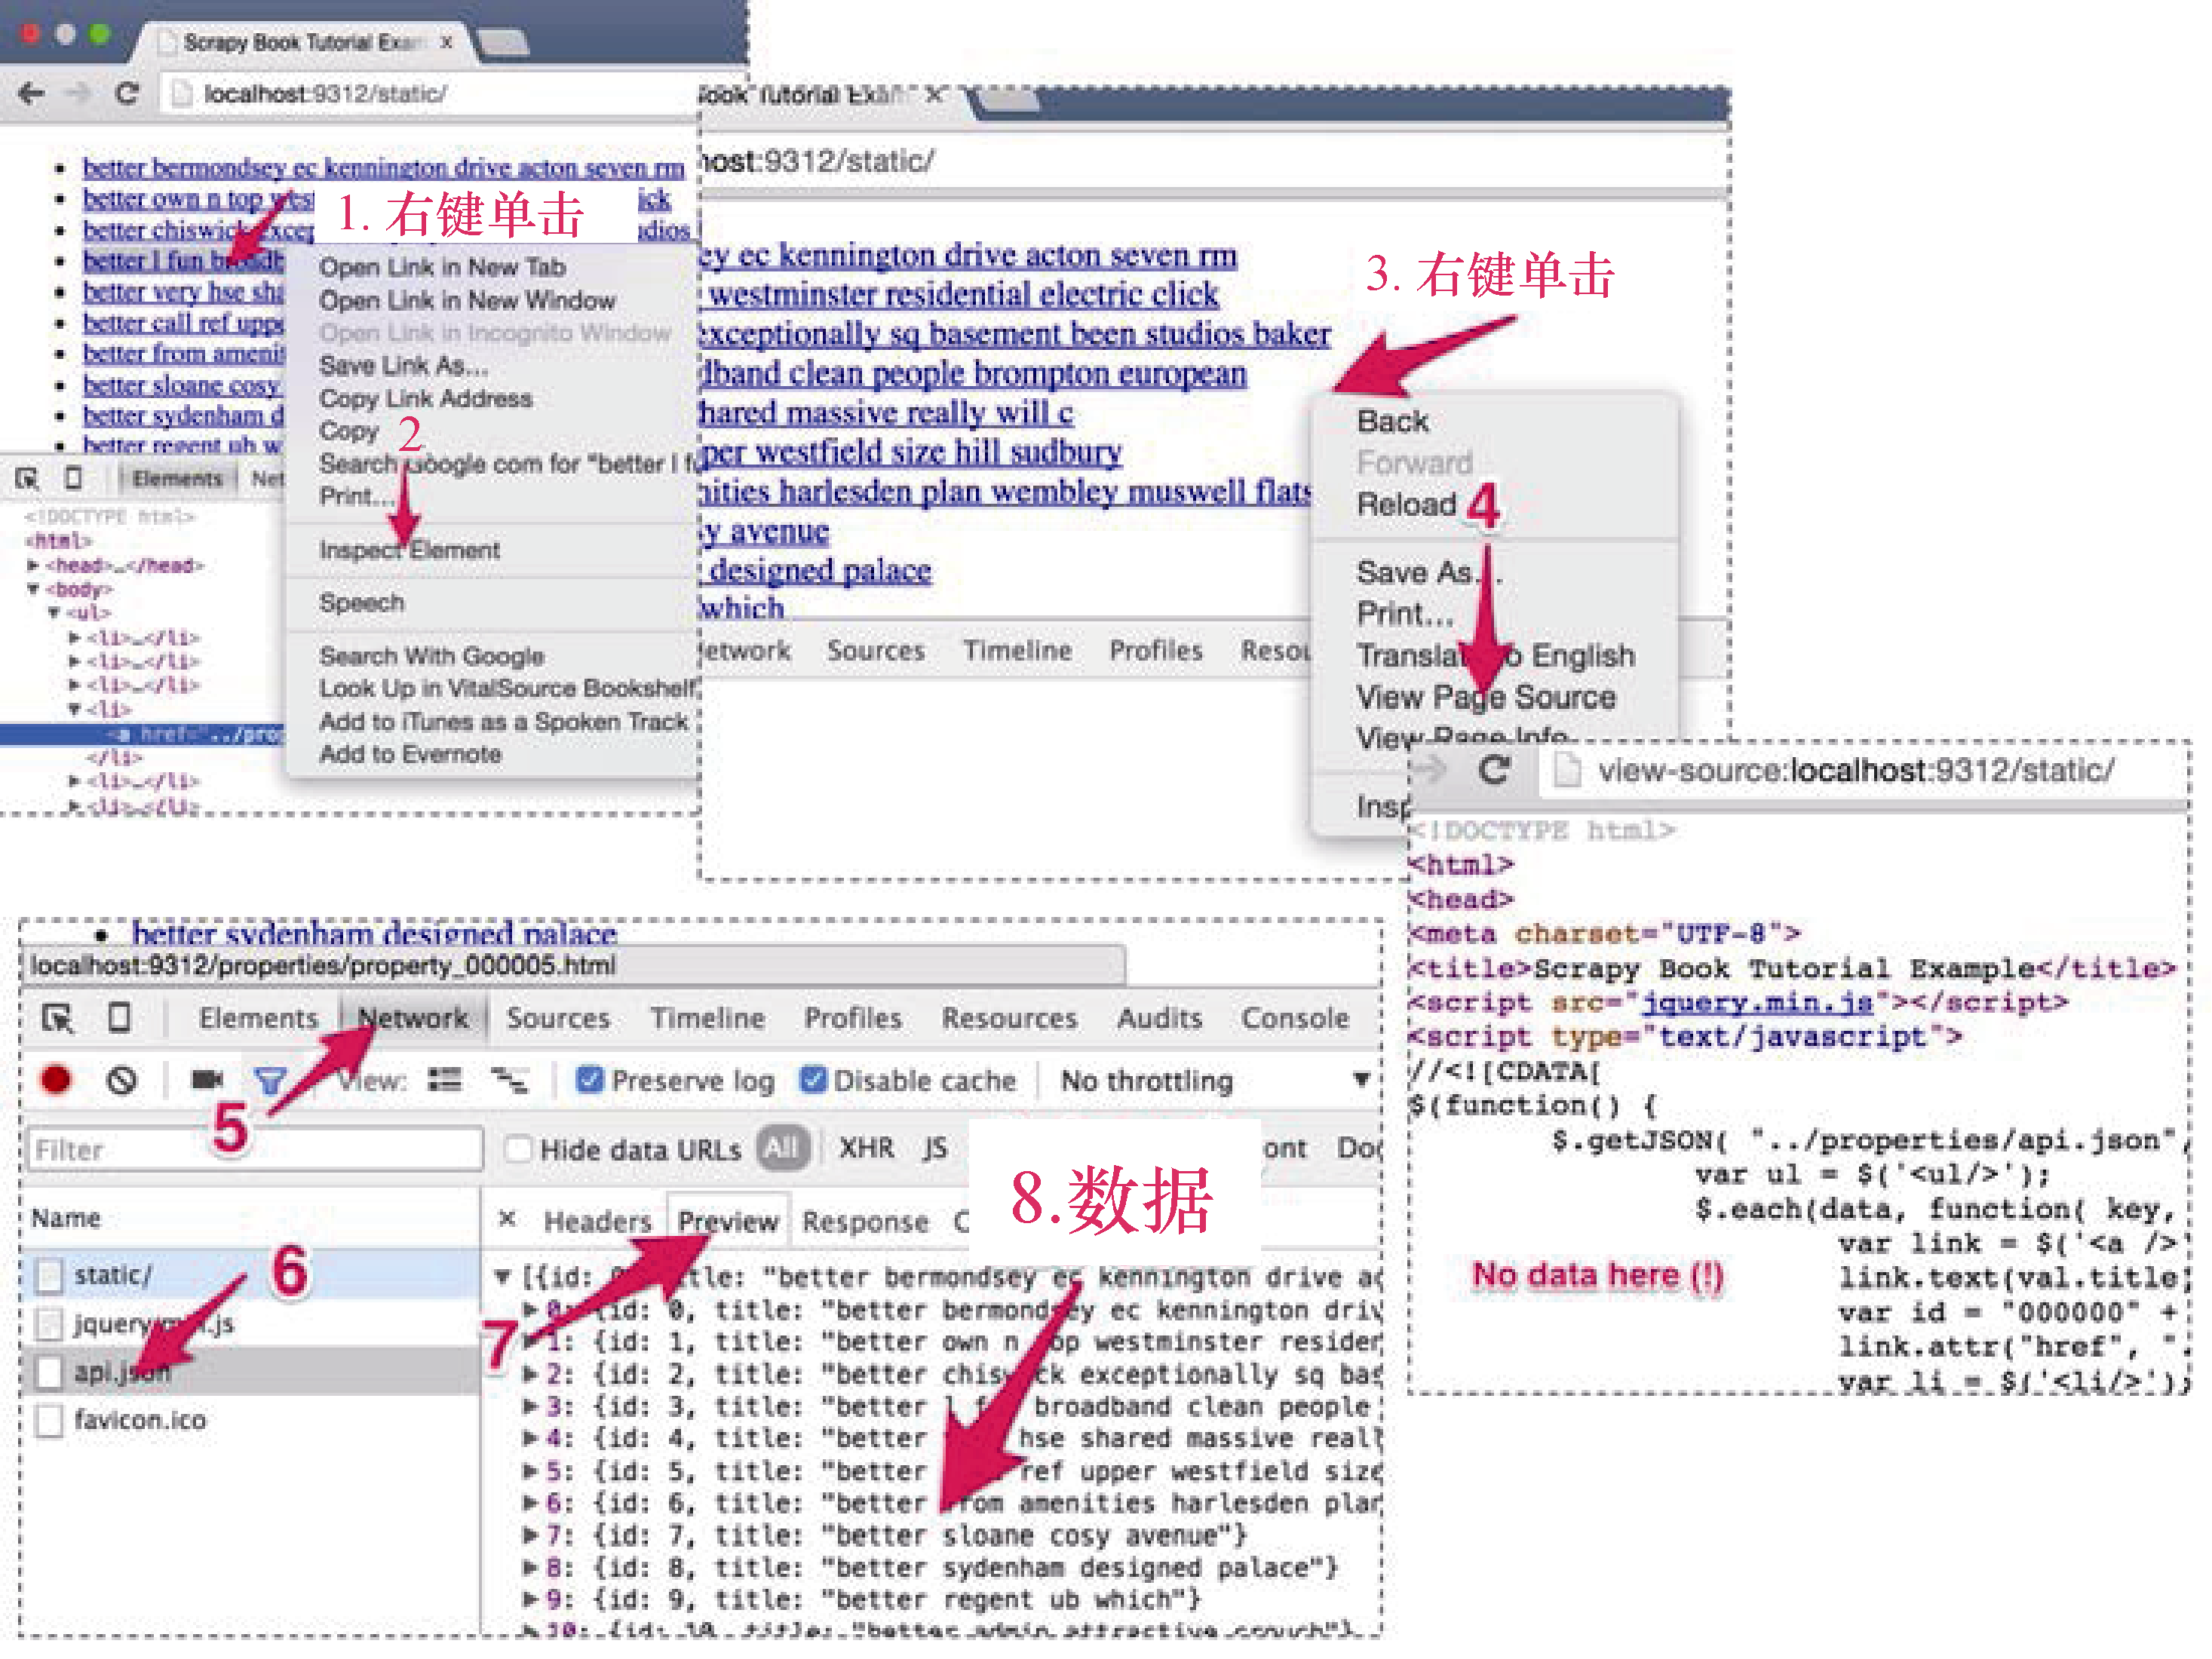 Scrapy Book Tutorial Exam ×
localhost:9312/static/
better bermondsey ec kennington drive acton seven rm
better own n top wes ick
better chiswick excep udios
better l fun broadb
better very hse sha
better call ref uppe
better from ameni
better sloane cosy
better sydenham d
better regent ub w
1. 右键单击
Open Link in New Tab
Open Link in New Window
Open Link in Incognito Window
Save Link As...
Copy Link Address
Copy
2
Search Google com for "better l fu
Print...
Inspect Element
Speech
Search With Google
Look Up in VitalSource Bookshelf
Add to iTunes as a Spoken Track
Add to Evernote
Elements Net
<!DOCTYPE html>
<html>
▶<head>…</head>
▼<body>
▼<ul>
▶<li>…</li>
▶<li>…</li>
▶<li>…</li>
▼<li>
<a href="../prop
</li>
▶<li>…</li>
▶<li>…</li>
ook Tutorial Exam ×
host:9312/static/
ey ec kennington drive acton seven rm
westminster residential electric click
exceptionally sq basement been studios baker
dband clean people brompton european
hared massive really will c
per westfield size hill sudbury
nities harlesden plan wembley muswell flats
y avenue
designed palace
which
etwork Sources Timeline Profiles Resou
3. 右键单击
Back
Forward
Reload
4
Save As...
Print...
Translate to English
View Page Source
View Page Info
Insp
view-source:localhost:9312/static/
<!DOCTYPE html>
<html>
<head>
<meta charset="UTF-8">
<title>Scrapy Book Tutorial Example</title>
<script src="jquery.min.js"></script>
<script type="text/javascript">
//<![CDATA[
$(function() {
$.getJSON( "../properties/api.json",
var ul = $('<ul/>');
$.each(data, function( key,
var link = $('<a />'
link.text(val.title
var id = "000000" +
link.attr("href", ".
var li = $('<li/>');
No data here (!)
better sydenham designed palace
localhost:9312/properties/property_000005.html
Elements Network Sources Timeline Profiles Resources Audits Console
View: Preserve log Disable cache No throttling ▼
5
Filter Hide data URLs All XHR JS ont Doc
8.数据
Name
× Headers Preview Response C
6
static/
jquery.min.js
api.json
favicon.ico
7
▼[{id: 0, title: "better bermondsey ec kennington drive ac
▶0: {id: 0, title: "better bermondsey ec kennington driv
▶1: {id: 1, title: "better own n top westminster residen
▶2: {id: 2, title: "better chiswick exceptionally sq bas
▶3: {id: 3, title: "better l fun broadband clean people
▶4: {id: 4, title: "better very hse shared massive reall
▶5: {id: 5, title: "better call ref upper westfield size
▶6: {id: 6, title: "better from amenities harlesden plan
▶7: {id: 7, title: "better sloane cosy avenue"}
▶8: {id: 8, title: "better sydenham designed palace"}
▶9: {id: 9, title: "better regent ub which"}
▶10: {id: 10, title: "better admin attractive crouch"}